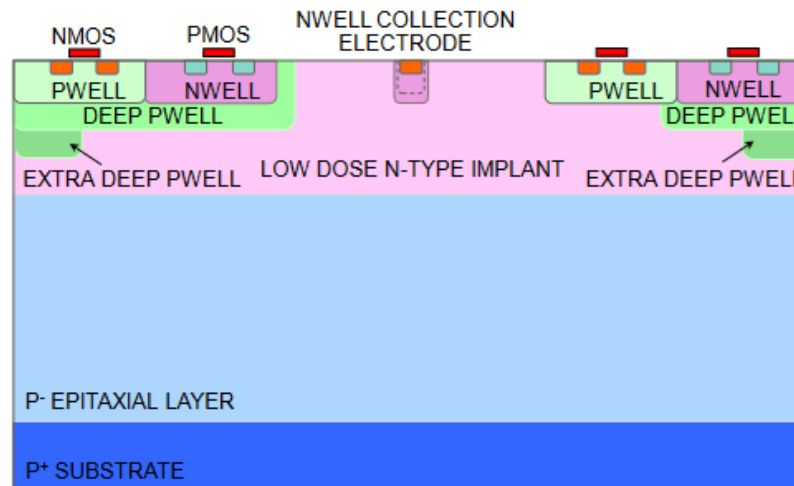 NMOS
PMOS
NWELL COLLECTION
ELECTRODE
PWELL
NWELL
PWELL
NWELL
DEEP PWELL
DEEP PWEL
EXTRA DEEP PWELL
LOW DOSE N-TYPE IMPLANT
EXTRA DEEP PWELL
P- EPITAXIAL LAYER
P+ SUBSTRATE